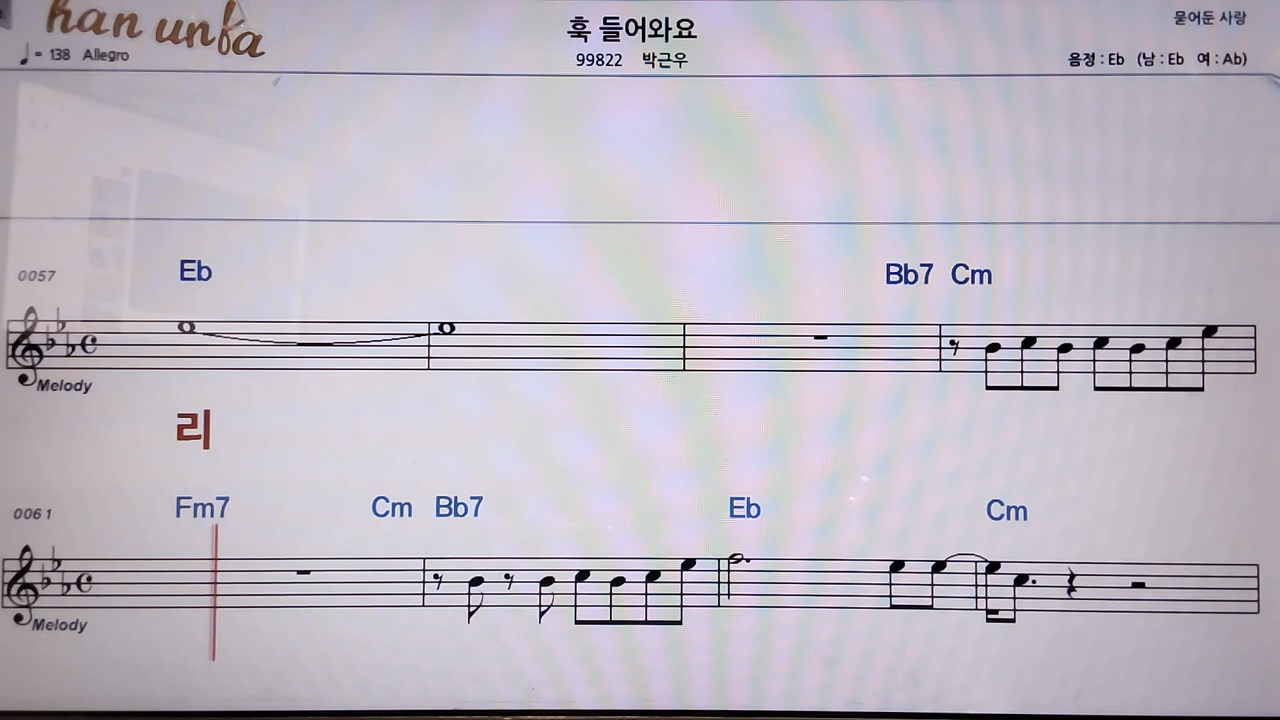 han unfa
훅 들어와요
묻어둔 사랑
♩= 138 Allegro
99822 박근우
음정 : Eb (남 : Eb 여 : Ab)
0057
Eb Bb7 Cm
Melody
리
0061
Fm7 Cm Bb7 Eb Cm
Melody